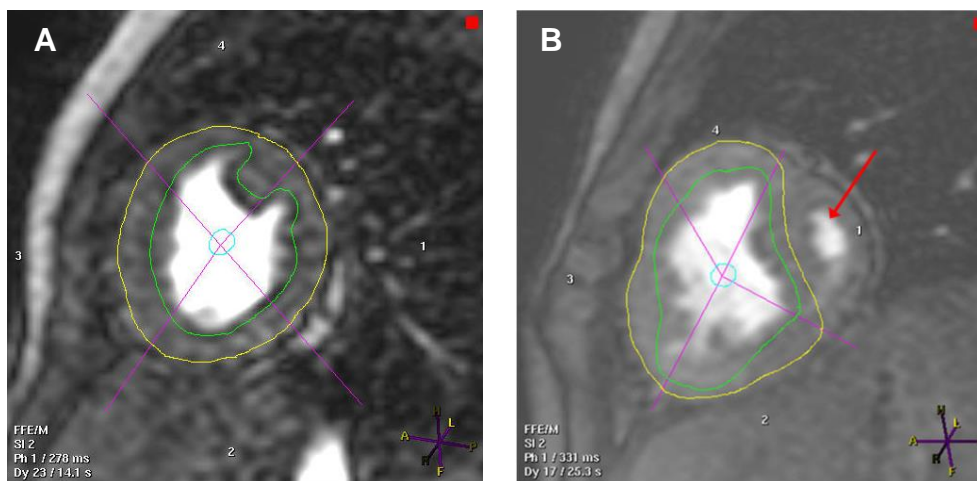 A
4
3
1
2
FFE/M
SI 2
Ph 1 / 278 ms
Dy 23 / 14.1 s
H
L
A
P
R
F
B
4
1
3
2
FFE/M
SI 2
Ph 1 / 331 ms
Dy 17 / 25.3 s
H
L
A
R
F